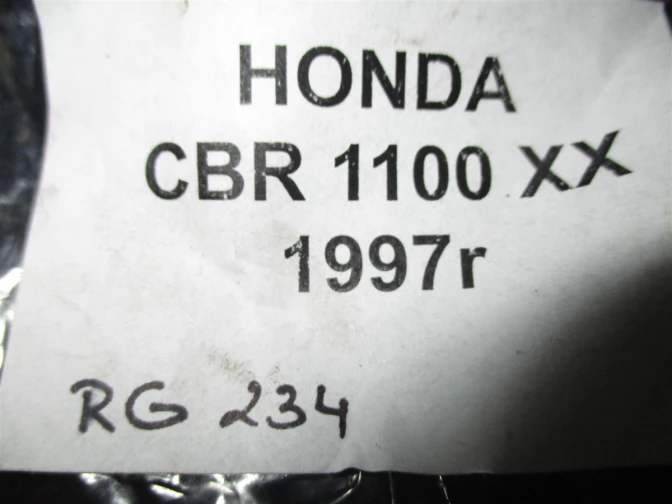 HONDA
CBR 1100 XX
1997r
RG 234